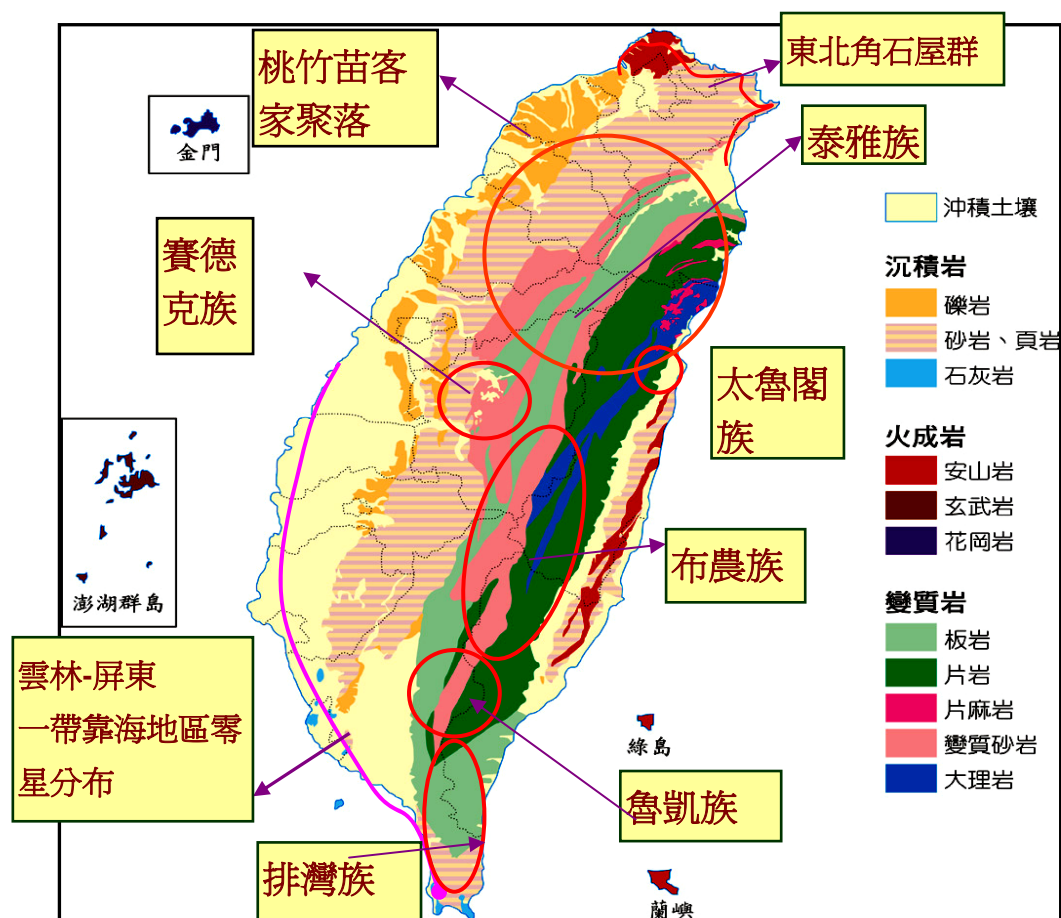 桃竹苗客
家聚落
東北角石屋群
金門
泰雅族
賽德
克族
太魯閣
族
澎湖群島
布農族
雲林-屏東
一帶靠海地區零
星分布
綠島
魯凱族
排灣族
蘭嶼
沖積土壤
沉積岩
礫岩
砂岩、頁岩
石灰岩
火成岩
安山岩
玄武岩
花岡岩
變質岩
板岩
片岩
片麻岩
變質砂岩
大理岩